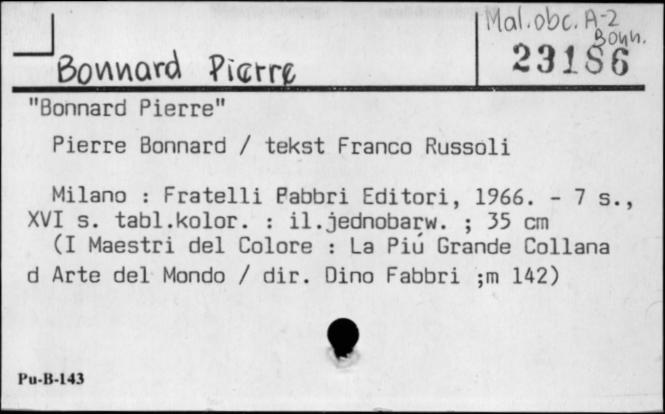 Mal.obc. A-2
Bonn.
23186
Bonnard Pierre
"Bonnard Pierre"
Pierre Bonnard / tekst Franco Russoli
Milano : Fratelli Fabbri Editori, 1966. - 7 s.,
XVI s. tabl.kolor. : il.jednobarw. ; 35 cm
(I Maestri del Colore : La Piú Grande Collana
d Arte del Mondo / dir. Dino Fabbri ;m 142)
Pu-B-143